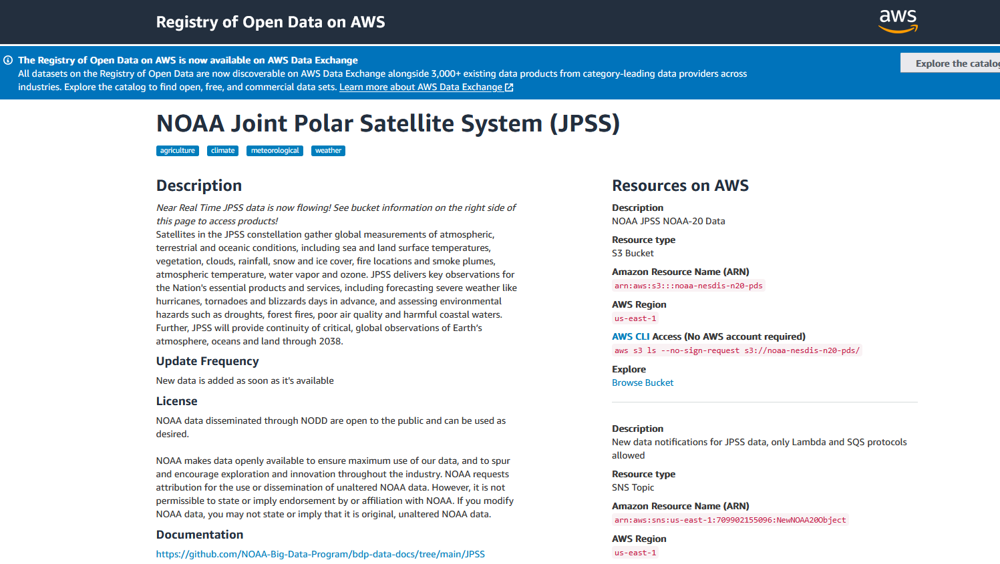 Registry of Open Data on AWS
aws
The Registry of Open Data on AWS is now available on AWS Data Exchange
All datasets on the Registry of Open Data are now discoverable on AWS Data Exchange alongside 3,000+ existing data products from category-leading data providers across
industries. Explore the catalog to find open, free, and commercial data sets. Learn more about AWS Data Exchange
Explore the catalog
NOAA Joint Polar Satellite System (JPSS)
agriculture climate meteorological weather
Description
Near Real Time JPSS data is now flowing! See bucket information on the right side of
this page to access products!
Satellites in the JPSS constellation gather global measurements of atmospheric,
terrestrial and oceanic conditions, including sea and land surface temperatures,
vegetation, clouds, rainfall, snow and ice cover, fire locations and smoke plumes,
atmospheric temperature, water vapor and ozone. JPSS delivers key observations for
the Nation's essential products and services, including forecasting severe weather like
hurricanes, tornadoes and blizzards days in advance, and assessing environmental
hazards such as droughts, forest fires, poor air quality and harmful coastal waters.
Further, JPSS will provide continuity of critical, global observations of Earth's
atmosphere, oceans and land through 2038.
Update Frequency
New data is added as soon as it's available
License
NOAA data disseminated through NODD are open to the public and can be used as
desired.
NOAA makes data openly available to ensure maximum use of our data, and to spur
and encourage exploration and innovation throughout the industry. NOAA requests
attribution for the use or dissemination of unaltered NOAA data. However, it is not
permissible to state or imply endorsement by or affiliation with NOAA. If you modify
NOAA data, you may not state or imply that it is original, unaltered NOAA data.
Documentation
https://github.com/NOAA-Big-Data-Program/bdp-data-docs/tree/main/JPSS
Resources on AWS
Description
NOAA JPSS NOAA-20 Data
Resource type
S3 Bucket
Amazon Resource Name (ARN)
arn:aws:s3:::noaa-nesdis-n20-pds
AWS Region
us-east-1
AWS CLI Access (No AWS account required)
aws s3 ls --no-sign-request s3://noaa-nesdis-n20-pds/
Explore
Browse Bucket
Description
New data notifications for JPSS data, only Lambda and SQS protocols
allowed
Resource type
SNS Topic
Amazon Resource Name (ARN)
arn:aws:sns:us-east-1:709902155096:NewNOAA20Object
AWS Region
us-east-1